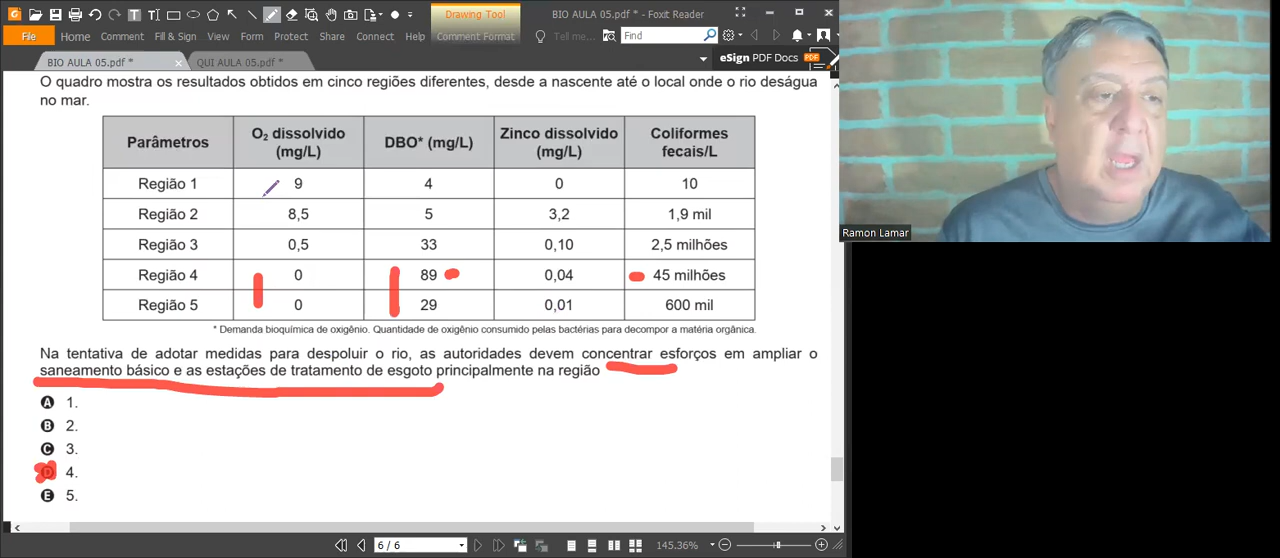 Drawing Tool
BIO AULA 05.pdf * - Foxit Reader
File Home Comment View Form Protect Share Connect Help Comment Format Tell me... Find
Fill & Sign
BIO AULA 05.pdf * QUI AULA 05.pdf * eSign PDF Docs PDF
O quadro mostra os resultados obtidos em cinco regiões diferentes, desde a nascente até o local onde o rio deságua
no mar.
Parâmetros O₂ dissolvido (mg/L) DBO* (mg/L) Zinco dissolvido (mg/L) Coliformes fecais/L
Região 1 9 4 0 10
Região 2 8,5 5 3,2 1,9 mil
Região 3 0,5 33 0,10 2,5 milhões
Região 4 0 89 0,04 45 milhões
Região 5 0 29 0,01 600 mil
* Demanda bioquímica de oxigênio. Quantidade de oxigênio consumido pelas bactérias para decompor a matéria orgânica.
Na tentativa de adotar medidas para despoluir o rio, as autoridades devem concentrar esforços em ampliar o
saneamento básico e as estações de tratamento de esgoto principalmente na região
A 1.
B 2.
C 3.
D 4.
E 5.
6 / 6 145.36%
Ramon Lamar